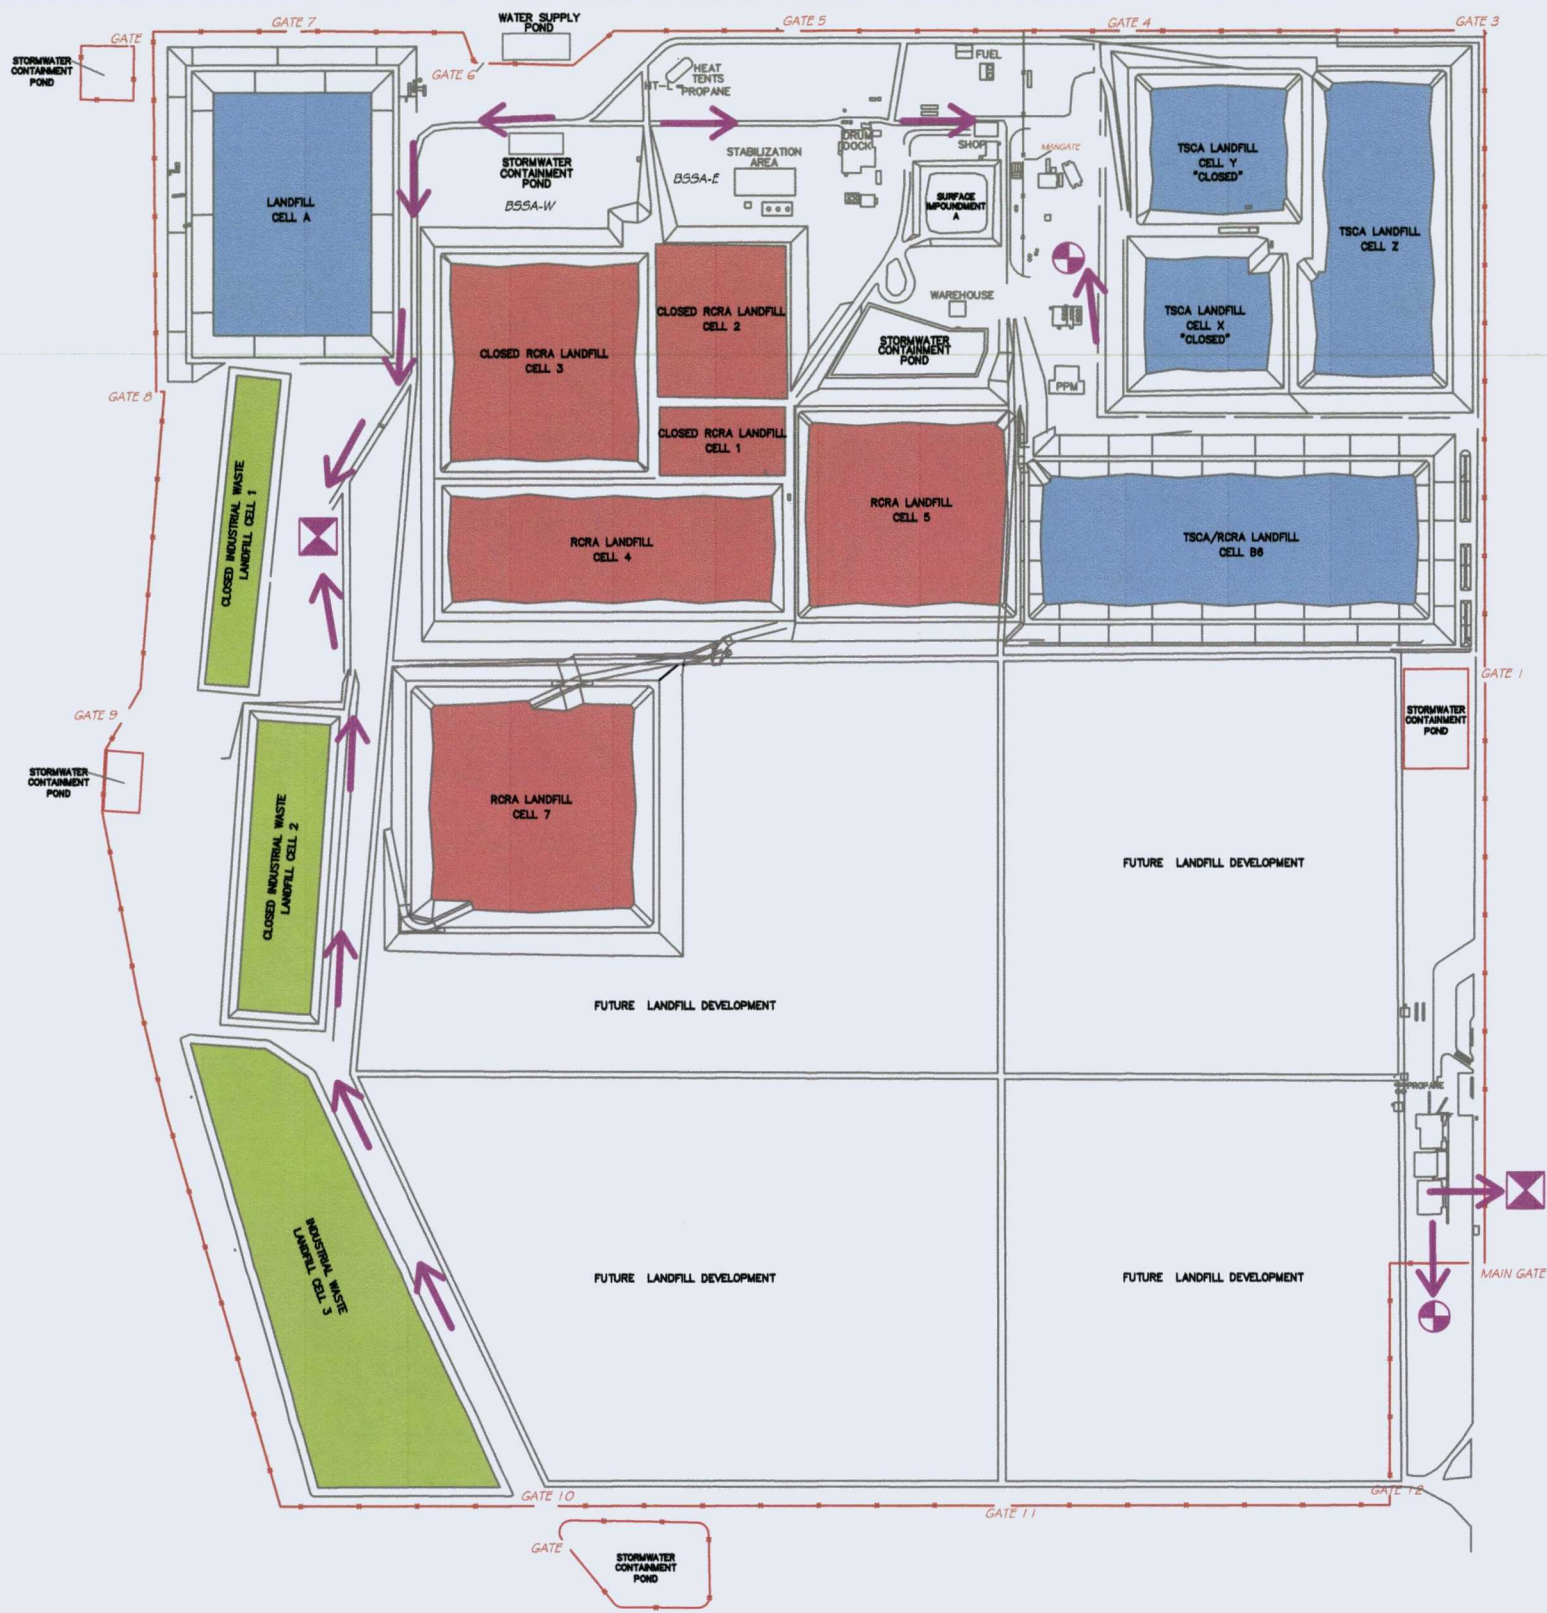 GATE 7
WATER SUPPLY
POND
GATE 5
GATE 4
GATE 3
GATE
STORMWATER
CONTAINMENT
POND
GATE 6
HEAT
TENTS
PROPANE
HT-L
FUEL
DRUM
DOCK
SHOP
MANGATE
STABILIZATION
AREA
STORMWATER
CONTAINMENT
POND
BSSA-E
BSSA-W
TSCA LANDFILL
CELL Y
"CLOSED"
LANDFILL
CELL A
SURFACE
IMPOUNDMENT
A
TSCA LANDFILL
CELL Z
WAREHOUSE
CLOSED RCRA LANDFILL
CELL 2
TSCA LANDFILL
CELL X
"CLOSED"
CLOSED RCRA LANDFILL
CELL 3
STORMWATER
CONTAINMENT
POND
PPM
GATE 8
CLOSED RCRA LANDFILL
CELL 1
CLOSED INDUSTRIAL WASTE
LANDFILL CELL 1
RCRA LANDFILL
CELL 5
RCRA LANDFILL
CELL 4
TSCA/RCRA LANDFILL
CELL B6
GATE 1
GATE 9
STORMWATER
CONTAINMENT
POND
STORMWATER
CONTAINMENT
POND
RCRA LANDFILL
CELL 7
CLOSED INDUSTRIAL WASTE
LANDFILL CELL 2
FUTURE LANDFILL DEVELOPMENT
FUTURE LANDFILL DEVELOPMENT
PROPANE
INDUSTRIAL WASTE
LANDFILL CELL 3
FUTURE LANDFILL DEVELOPMENT
FUTURE LANDFILL DEVELOPMENT
MAIN GATE
GATE 10
GATE 11
GATE 12
GATE
STORMWATER
CONTAINMENT
POND